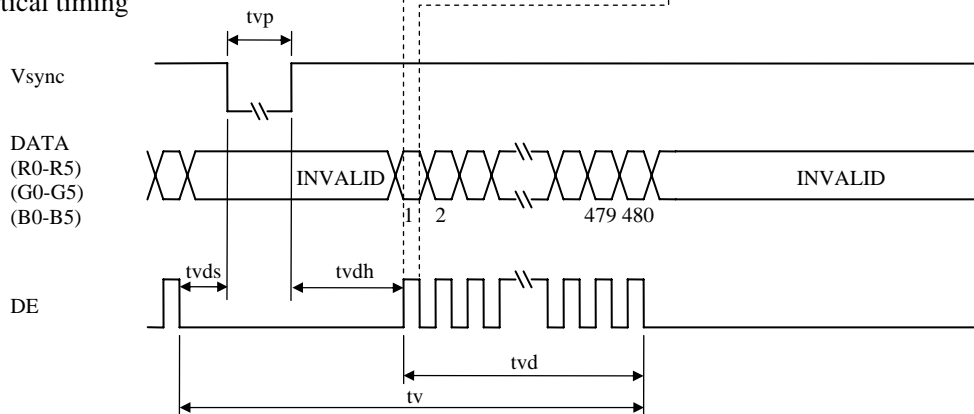 timing
tvp
Vsync
DATA
(R0-R5)
(G0-G5)
(B0-B5)
INVALID
INVALID
1 2 479 480
tvds
tvdh
DE
tvd
tv